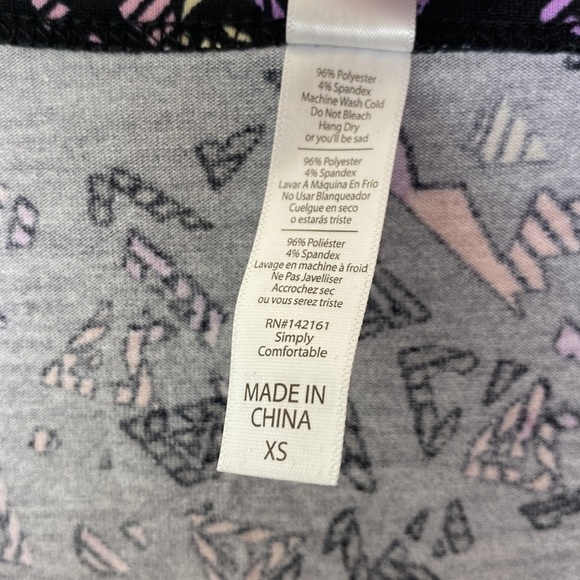 96% Polyester
4% Spandex
Machine Wash Cold
Do Not Bleach
Hang Dry
or you'll be sad
96% Polyester
4% Spandex
Lavar A Máquina En Frío
No Usar Blanqueador
Cuelgue en seco
o estarás triste
96% Poliéster
4% Spandex
Lavage en machine à froid
Ne Pas Javelliser
Accrochez sec
ou vous serez triste
RN#142161
Simply
Comfortable
MADE IN
CHINA
XS